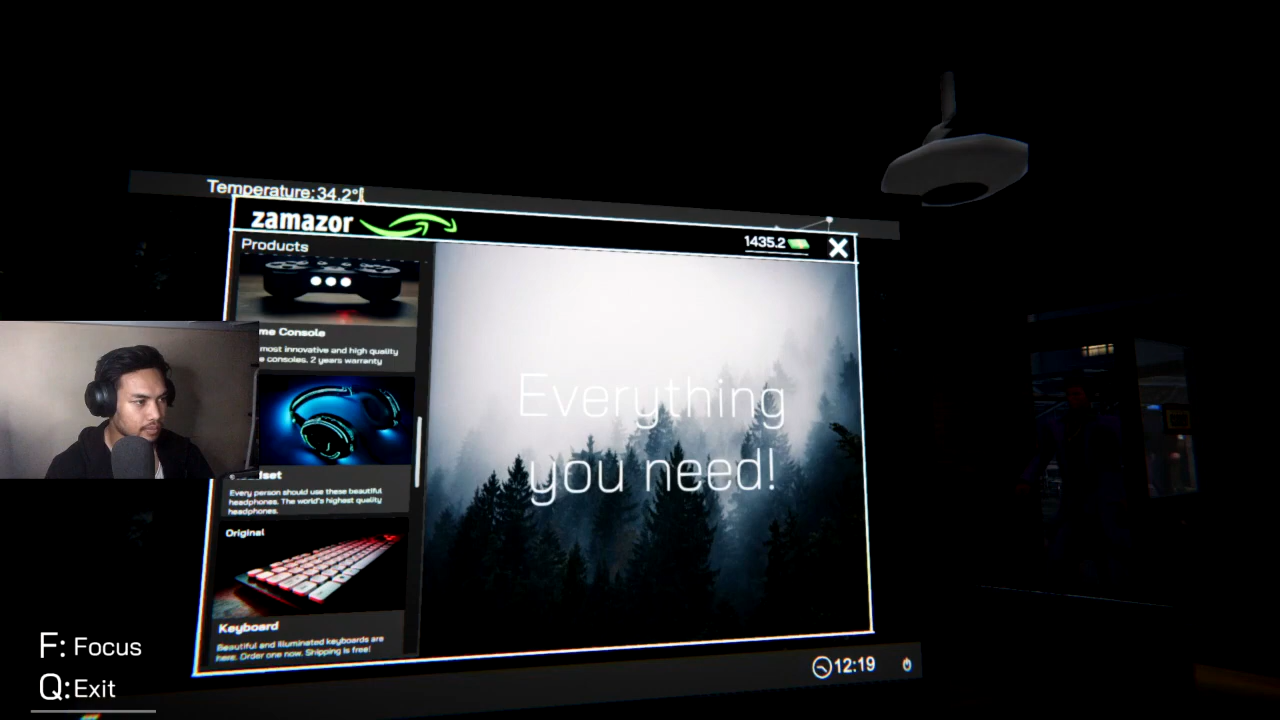 Temperature:34.2°
zamazor
1435.2
Products
me Console
most innovative and high quality
e consoles. 2 years warranty
Everything
you need!
dset
Every person should use these beautiful
headphones. The world's highest quality
headphones.
Original
Keyboard
Beautiful and illuminated keyboards are
here. Order one now. Shipping is free!
F: Focus
Q:Exit
12:19